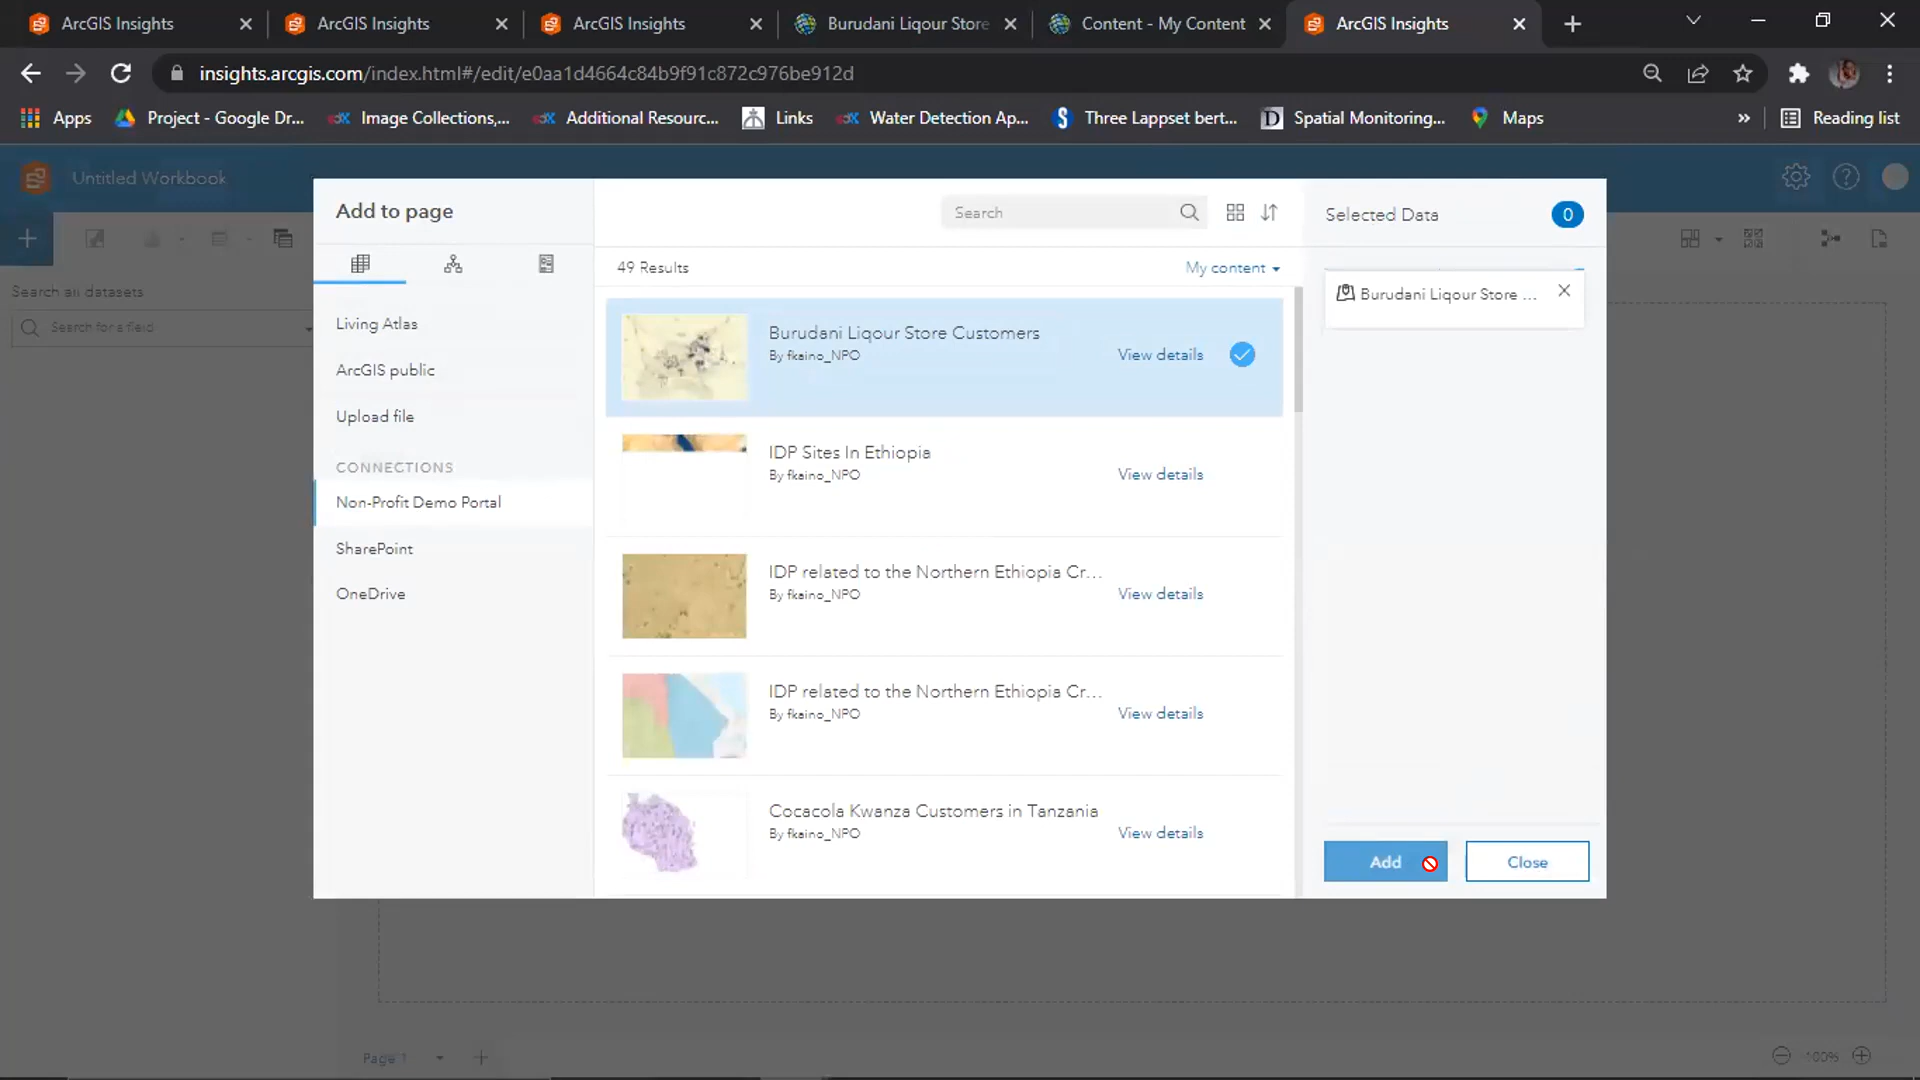 ArcGIS Insights
ArcGIS Insights
ArcGIS Insights
Burudani Liqour Store
Content - My Content
ArcGIS Insights
insights.arcgis.com/index.html#/edit/e0aa1d4664c84b9f91c872c976be912d
Apps
Project - Google Dr...
Image Collections,...
Additional Resourc...
Links
Water Detection Ap...
Three Lappset bert...
Spatial Monitoring...
Maps
Reading list
Untitled Workbook
Search all datasets
Search for a field
Add to page
Living Atlas
ArcGIS public
Upload file
CONNECTIONS
Non-Profit Demo Portal
SharePoint
OneDrive
Search
49 Results
My content
Burudani Liqour Store Customers
By fkaino_NPO
View details
IDP Sites In Ethiopia
By fkaino_NPO
View details
IDP related to the Northern Ethiopia Cr...
By fkaino_NPO
View details
IDP related to the Northern Ethiopia Cr...
By fkaino_NPO
View details
Cocacola Kwanza Customers in Tanzania
By fkaino_NPO
View details
Selected Data
0
Burudani Liqour Store ...
Add
Close
Page 1
100%